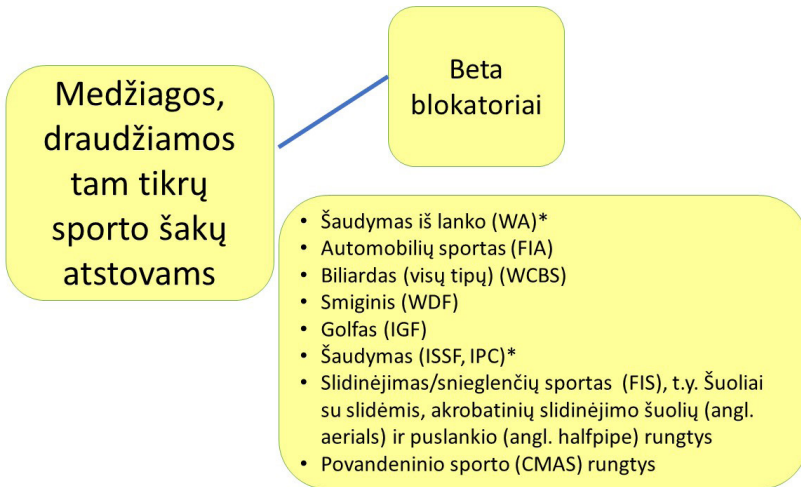 Medžiagos,
draudžiamos
tam tikrų
sporto šakų
atstovams
Beta
blokatoriai
• Šaudymas iš lanko (WA)*
• Automobilių sportas (FIA)
• Biliardas (visų tipų) (WCBS)
• Smiginis (WDF)
• Golfas (IGF)
• Šaudymas (ISSF, IPC)*
• Slidinėjimas/snieglenčių sportas (FIS), t.y. Šuoliai
su slidėmis, akrobatinių slidinėjimo šuolių (angl.
aerials) ir puslankio (angl. halfpipe) rungtys
• Povandeninio sporto (CMAS) rungtys